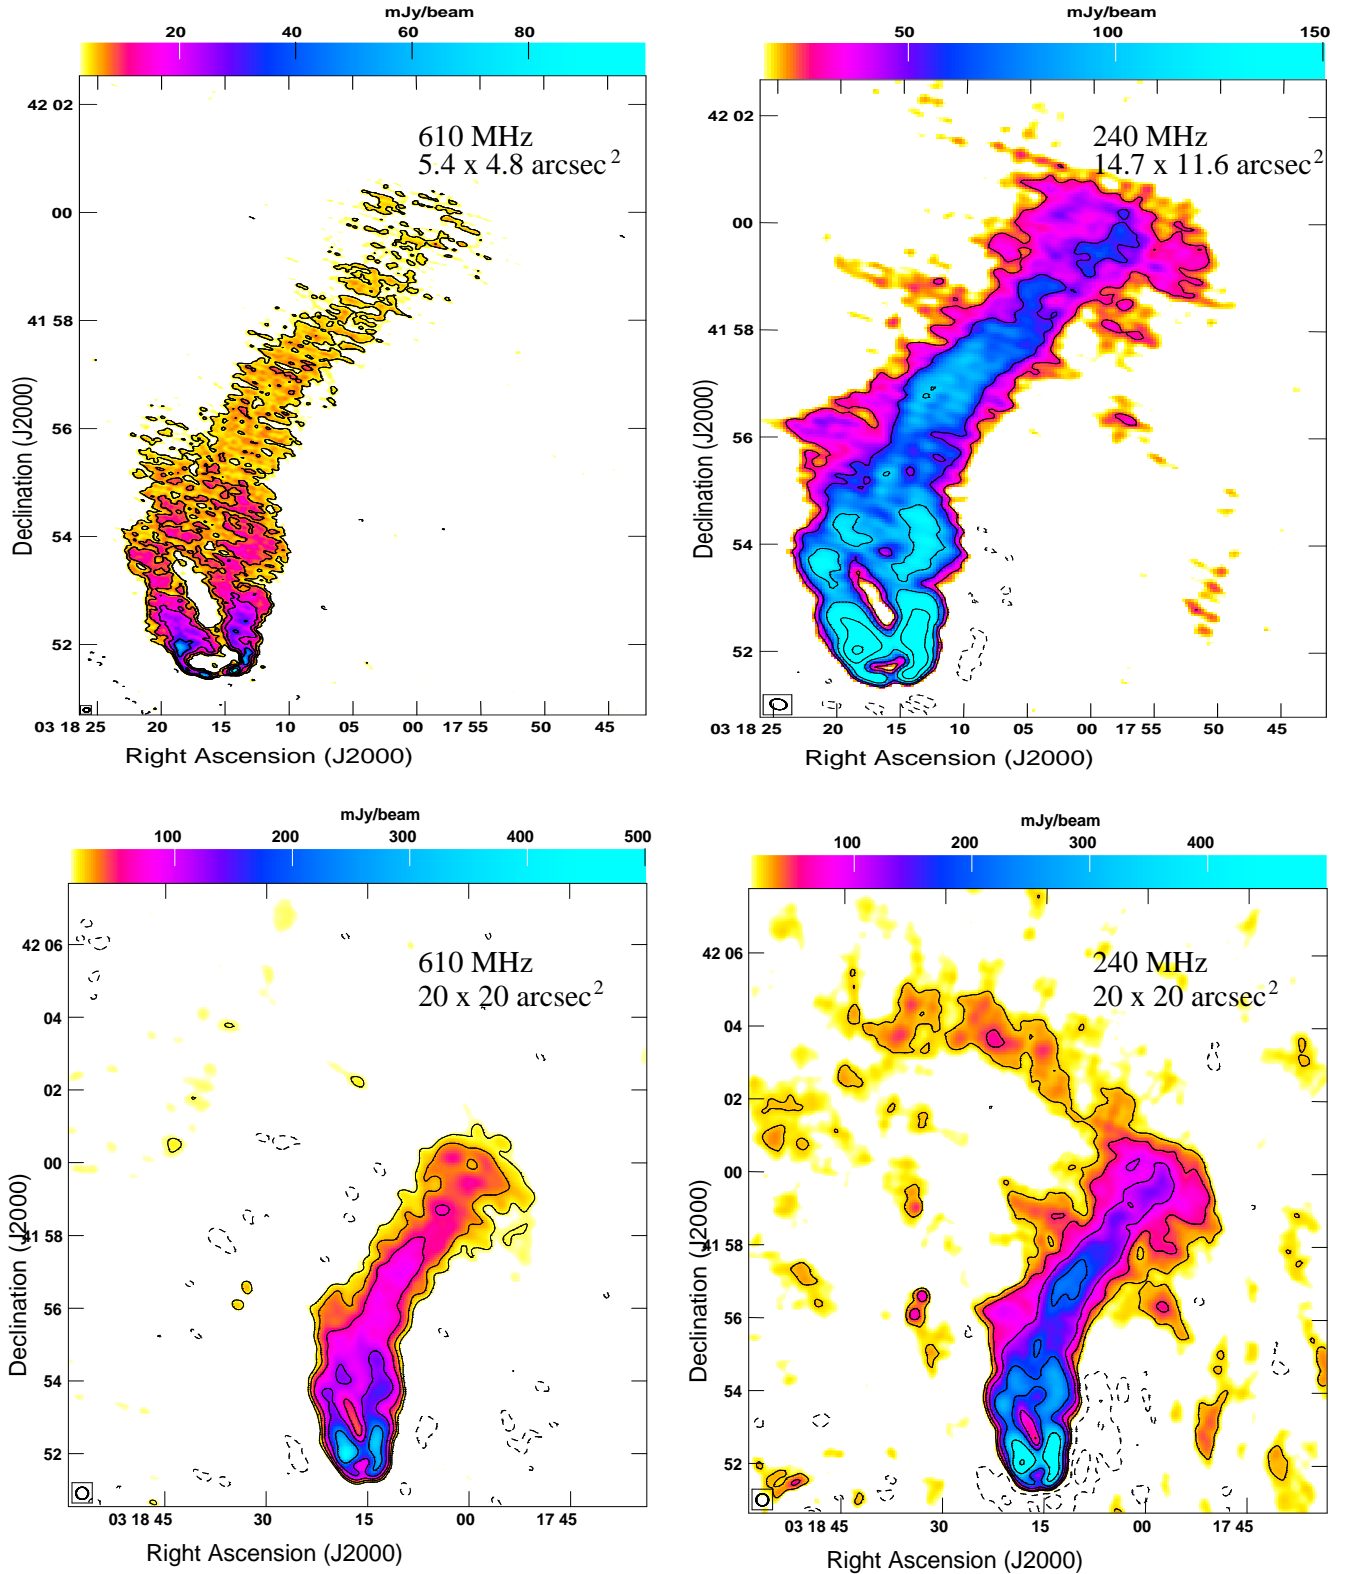 mJy/beam
20 40 60 80
610 MHz
5.4 x 4.8 arcsec2
42 02
00
41 58
56
54
52
Declination (J2000)
03 18 25 20 15 10 05 00 17 55 50 45
Right Ascension (J2000)
mJy/beam
50 100 150
240 MHz
14.7 x 11.6 arcsec2
42 02
00
41 58
56
54
52
Declination (J2000)
03 18 25 20 15 10 05 00 17 55 50 45
Right Ascension (J2000)
mJy/beam
100 200 300 400 500
610 MHz
20 x 20 arcsec2
42 06
04
02
00
41 58
56
54
52
Declination (J2000)
03 18 45 30 15 00 17 45
Right Ascension (J2000)
mJy/beam
100 200 300 400
240 MHz
20 x 20 arcsec2
42 06
04
02
00
41 58
56
54
52
Declination (J2000)
03 18 45 30 15 00 17 45
Right Ascension (J2000)